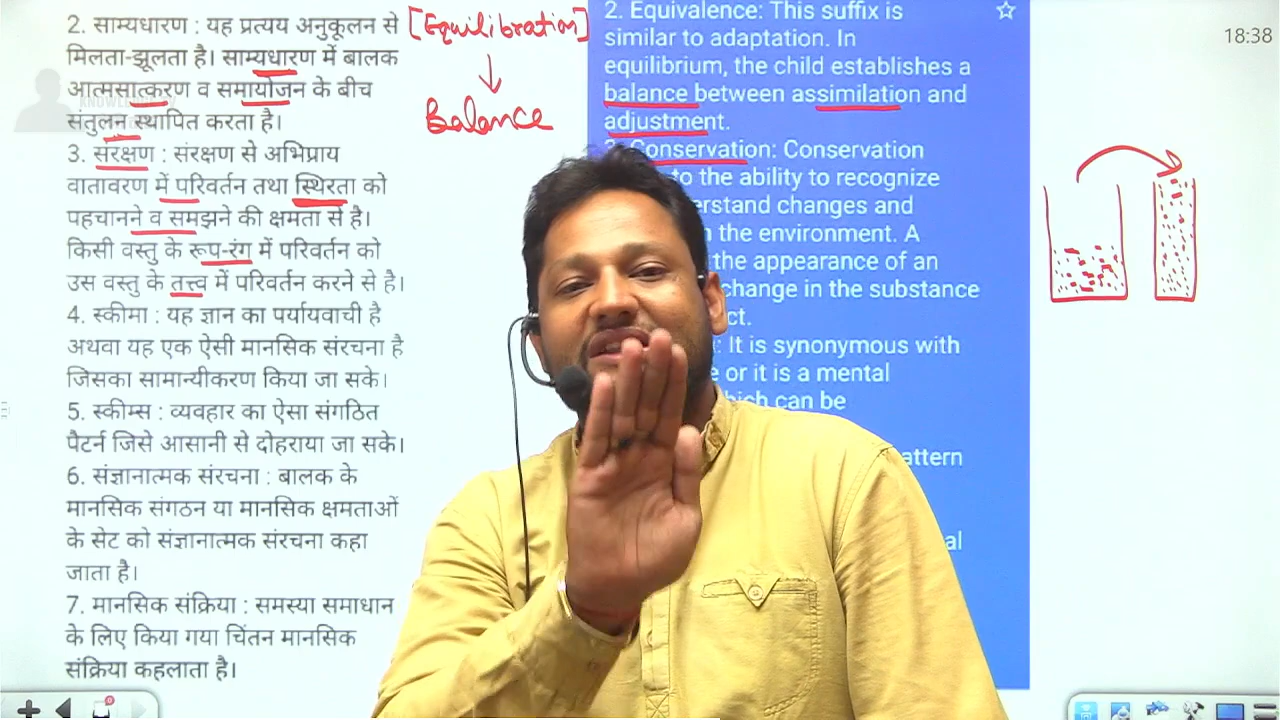 2. साम्यधारण : यह प्रत्यय अनुकूलन से
मिलता-झूलता है। साम्यधारण में बालक
आत्मसात्करण व समायोजन के बीच
संतुलन स्थापित करता है।
3. संरक्षण : संरक्षण से अभिप्राय
वातावरण में परिवर्तन तथा स्थिरता को
पहचानने व समझने की क्षमता से है।
किसी वस्तु के रूप-रंग में परिवर्तन को
उस वस्तु के तत्त्व में परिवर्तन करने से है।
4. स्कीमा : यह ज्ञान का पर्यायवाची है
अथवा यह एक ऐसी मानसिक संरचना है
जिसका सामान्यीकरण किया जा सके।
5. स्कीम्स : व्यवहार का ऐसा संगठित
पैटर्न जिसे आसानी से दोहराया जा सके।
6. संज्ञानात्मक संरचना : बालक के
मानसिक संगठन या मानसिक क्षमताओं
के सेट को संज्ञानात्मक संरचना कहा
जाता है।
7. मानसिक संक्रिया : समस्या समाधान
के लिए किया गया चिंतन मानसिक
संक्रिया कहलाता है।
[Equilibration]
Balance
2. Equivalence: This suffix is
similar to adaptation. In
equilibrium, the child establishes a
balance between assimilation and
adjustment.
3. Conservation: Conservation
to the ability to recognize
changes and
the environment. A
the appearance of an
change in the substance
It is synonymous with
or it is a mental
which can be
18:38